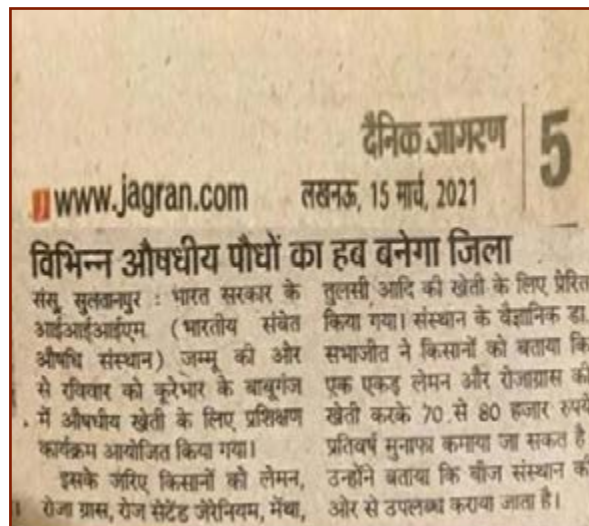 दैनिक जागरण
5
www.jagran.com
लखनऊ, 15 मार्च, 2021
विभिन्न औषधीय पौधों का हब बनेगा जिला
संसू, सुलतानपुर : भारत सरकार के
आईआईआईएम (भारतीय संवेत
औषधि संस्थान) जम्मू की ओर
से रविवार को कूरेभार के बाबूगंज
में औषधीय खेती के लिए प्रशिक्षण
कार्यक्रम आयोजित किया गया।
इसके जरिए किसानों को लेमन,
रोजा ग्रास, रोज सेंटेड जेरेनियम, मेंथा,
तुलसी आदि की खेती के लिए प्रेरित
किया गया। संस्थान के वैज्ञानिक डा.
सभाजीत ने किसानों को बताया कि
एक एकड़ लेमन और रोजाग्रास की
खेती करके 70 से 80 हजार रुपये
प्रतिवर्ष मुनाफा कमाया जा सकत है
उन्होंने बताया कि बीज संस्थान की
ओर से उपलब्ध कराया जाता है।